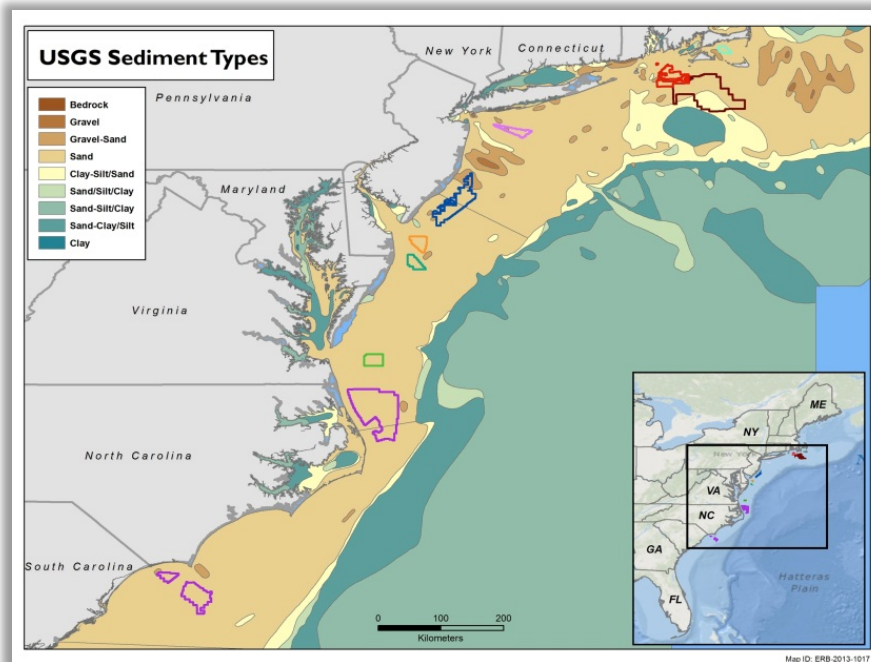 USGS Sediment Types
Bedrock
Gravel
Gravel-Sand
Sand
Clay-Silt/Sand
Sand/Silt/Clay
Sand-Silt/Clay
Sand-Clay/Silt
Clay
New York
Connecticut
Pennsylvania
Maryland
Virginia
North Carolina
South Carolina
0 100 200
Kilometers
ME
NY
New York
VA
NC
GA
FL
Hatteras
Plain
Map ID: ERB-2013-1017